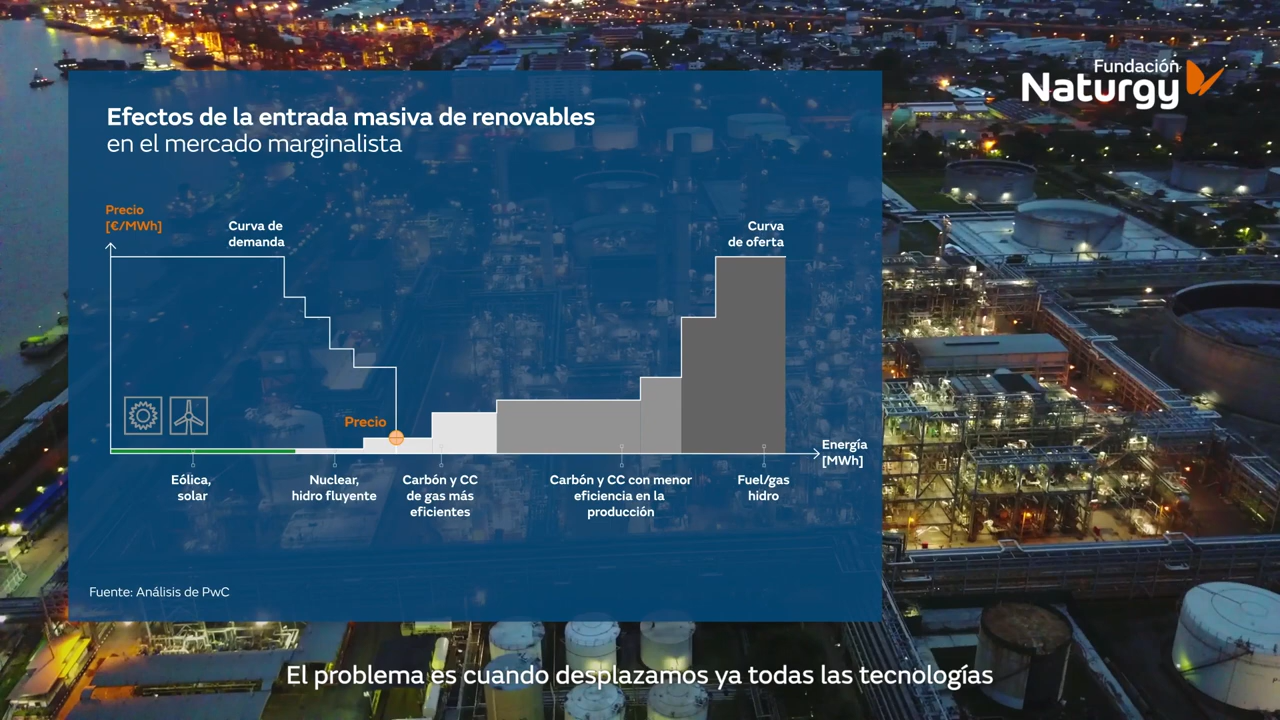 Fundación
Naturgy
Efectos de la entrada masiva de renovables
en el mercado marginalista
Precio
[€/MWh]
Curva de
demanda
Curva
de oferta
Precio
Energía
[MWh]
Eólica,
solar
Nuclear,
hidro fluyente
Carbón y CC
de gas más
eficientes
Carbón y CC con menor
eficiencia en la
producción
Fuel/gas
hidro
Fuente: Análisis de PwC
El problema es cuando desplazamos ya todas las tecnologías